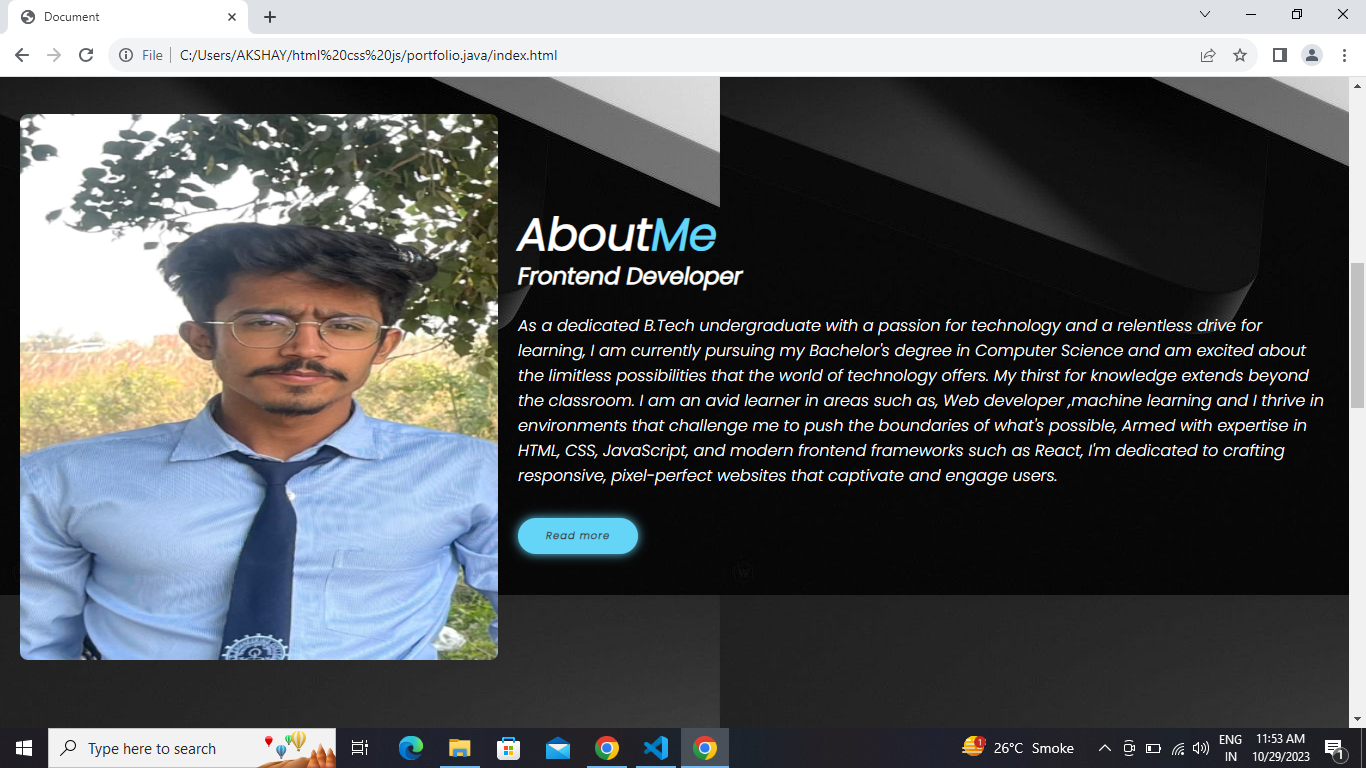 Document
File
C:/Users/AKSHAY/html%20css%20js/portfolio.java/index.html
AboutMe
Frontend Developer
As a dedicated B.Tech undergraduate with a passion for technology and a relentless drive for
learning, I am currently pursuing my Bachelor's degree in Computer Science and am excited about
the limitless possibilities that the world of technology offers. My thirst for knowledge extends beyond
the classroom. I am an avid learner in areas such as, Web developer ,machine learning and I thrive in
environments that challenge me to push the boundaries of what's possible, Armed with expertise in
HTML, CSS, JavaScript, and modern frontend frameworks such as React, I'm dedicated to crafting
responsive, pixel-perfect websites that captivate and engage users.
Read more
Type here to search
1
26°C Smoke
ENG
IN
11:53 AM
10/29/2023
1